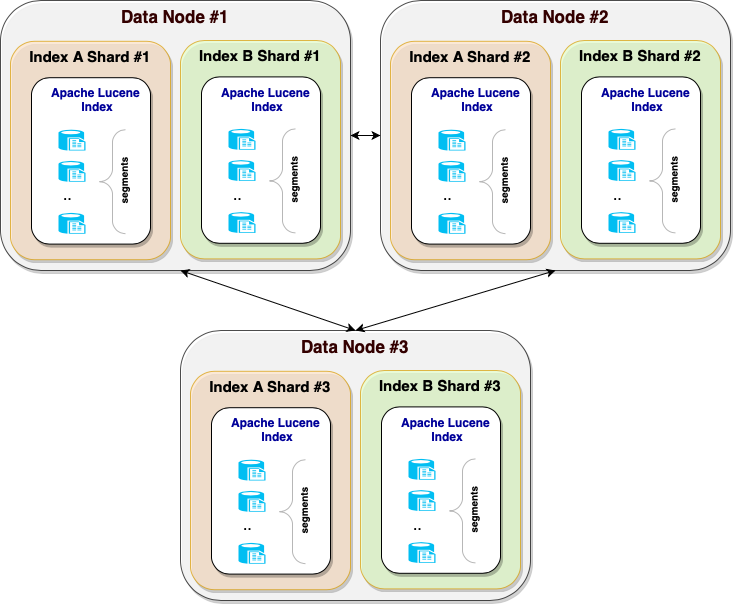 Data Node #1
Index A Shard #1
Apache Lucene
Index
..
segments
Index B Shard #1
Apache Lucene
Index
..
segments
Data Node #2
Index A Shard #2
Apache Lucene
Index
..
segments
Index B Shard #2
Apache Lucene
Index
..
segments
Data Node #3
Index A Shard #3
Apache Lucene
Index
..
segments
Index B Shard #3
Apache Lucene
Index
..
segments